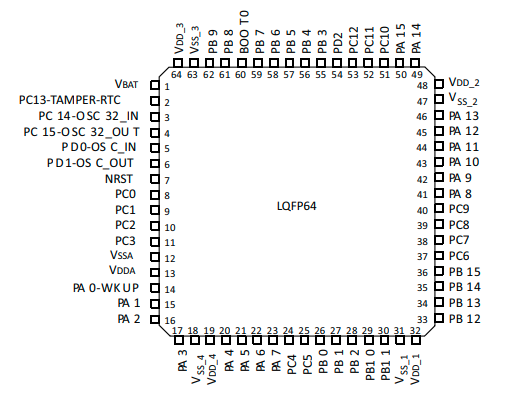 VDD_3
VSS_3
PB 9
PB 8
BOO T0
PB 7
PB 6
PB 5
PB 4
PB 3
PD2
PC12
PC11
PC10
PA 15
PA 14
64 63 62 61 60 59 58 57 56 55 54 53 52 51 50 49
VBAT 1
PC13-TAMPER-RTC 2
PC 14-OSC 32_IN 3
PC 15-OSC 32_OU T 4
P D0-OS C_IN 5
P D1-OS C_OUT 6
NRST 7
PC0 8
PC1 9
PC2 10
PC3 11
VSSA 12
VDDA 13
PA 0-WK UP 14
PA 1 15
PA 2 16
LQFP64
48 VDD_2
47 VSS_2
46 PA 13
45 PA 12
44 PA 11
43 PA 10
42 PA 9
41 PA 8
40 PC9
39 PC8
38 PC7
37 PC6
36 PB 15
35 PB 14
34 PB 13
33 PB 12
17 18 19 20 21 22 23 24 25 26 27 28 29 30 31 32
PA 3
VSS_4
VDD_4
PA 4
PA 5
PA 6
PA 7
PC4
PC5
PB 0
PB 1
PB 2
PB1 0
PB1 1
VSS_1
VDD_1